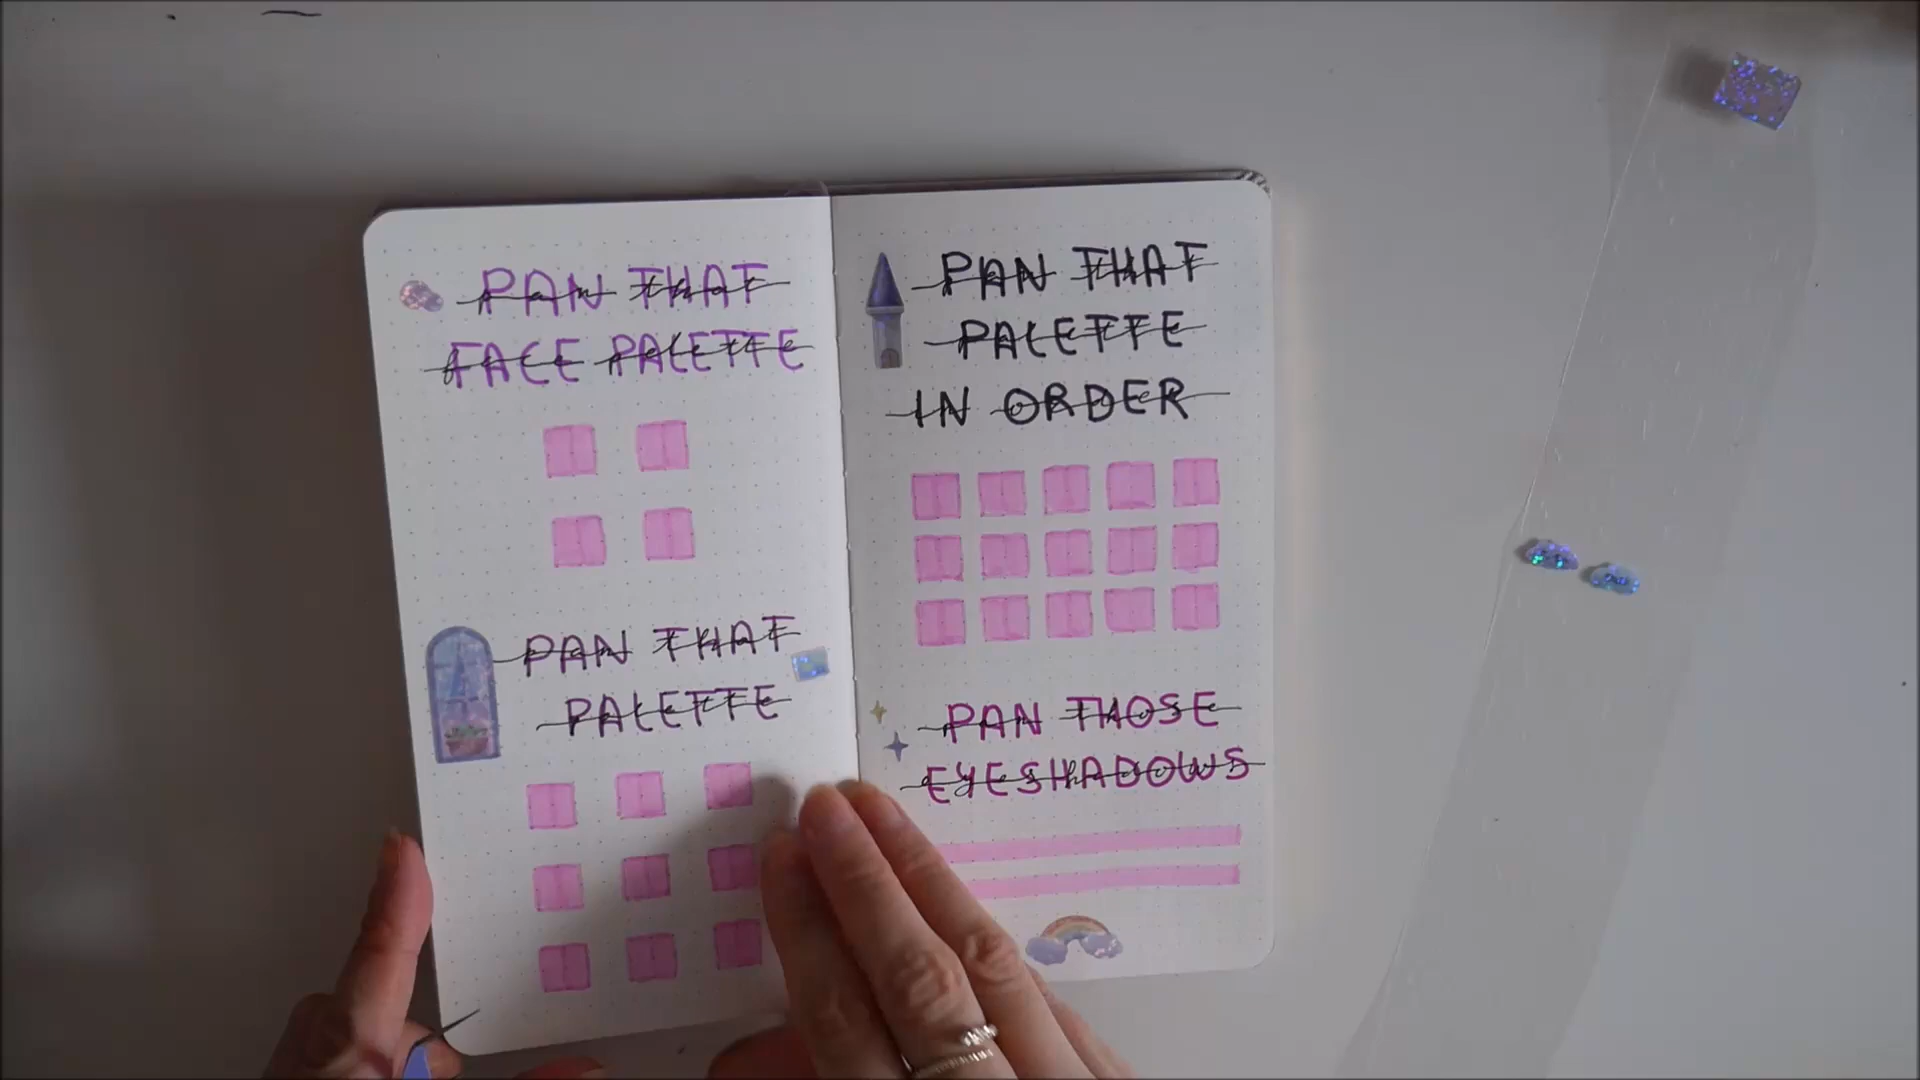 PAN THAT
FACE PALETTE
PAN THAT
PALETTE
PAN THAT
PALETTE
IN ORDER
PAN THOSE
EYESHADOWS